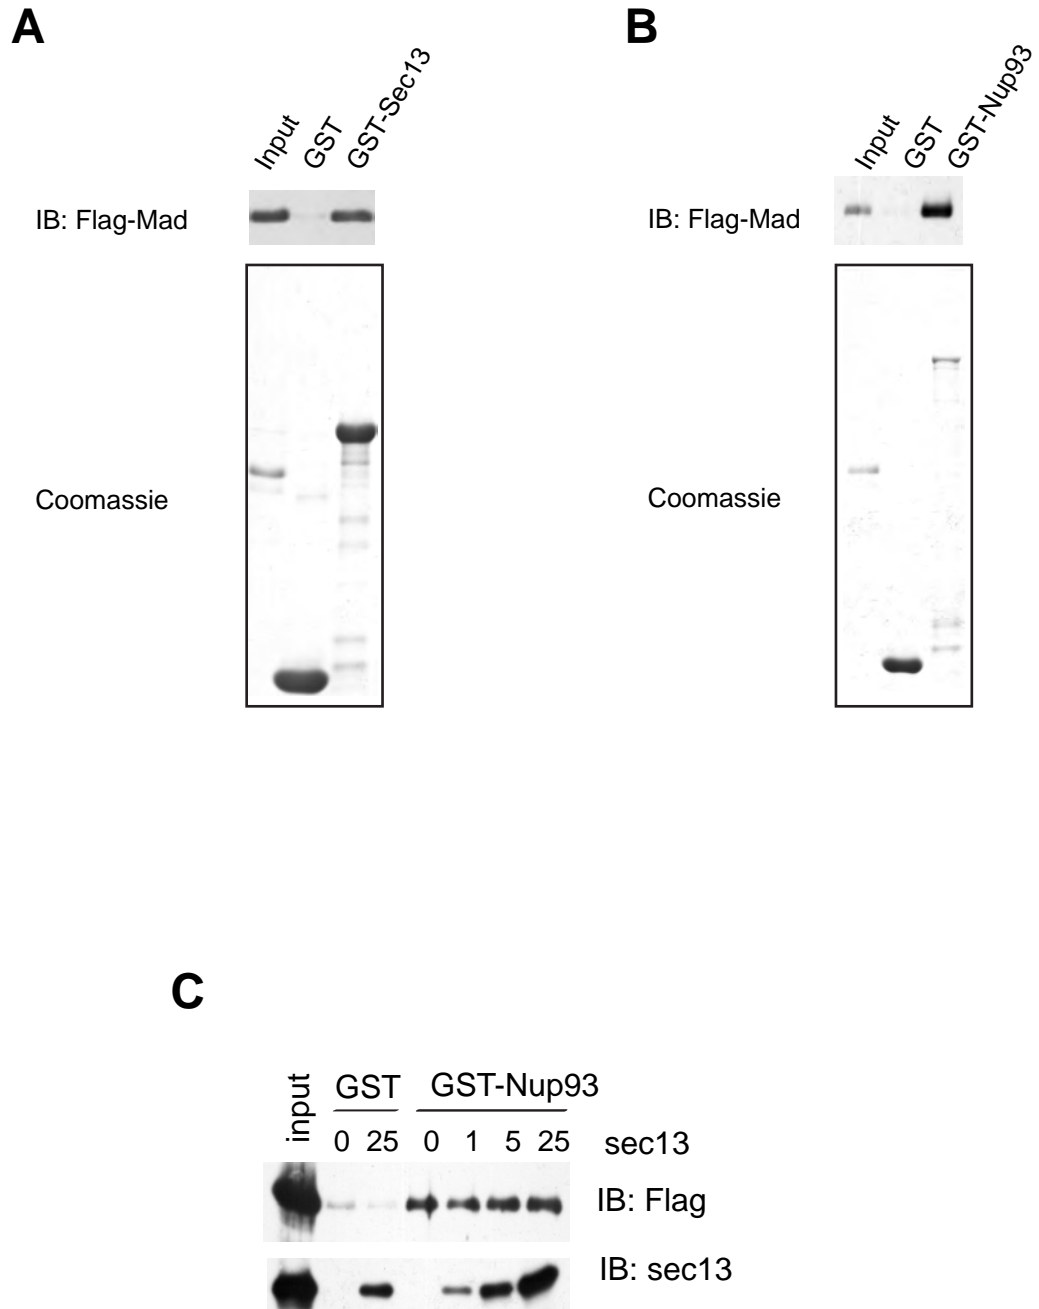 A
Input
GST
GST-Sec13
IB: Flag-Mad
Coomassie
B
Input
GST
GST-Nup93
IB: Flag-Mad
Coomassie
C
input
GST GST-Nup93
0 25 0 1 5 25 sec13
IB: Flag
IB: sec13